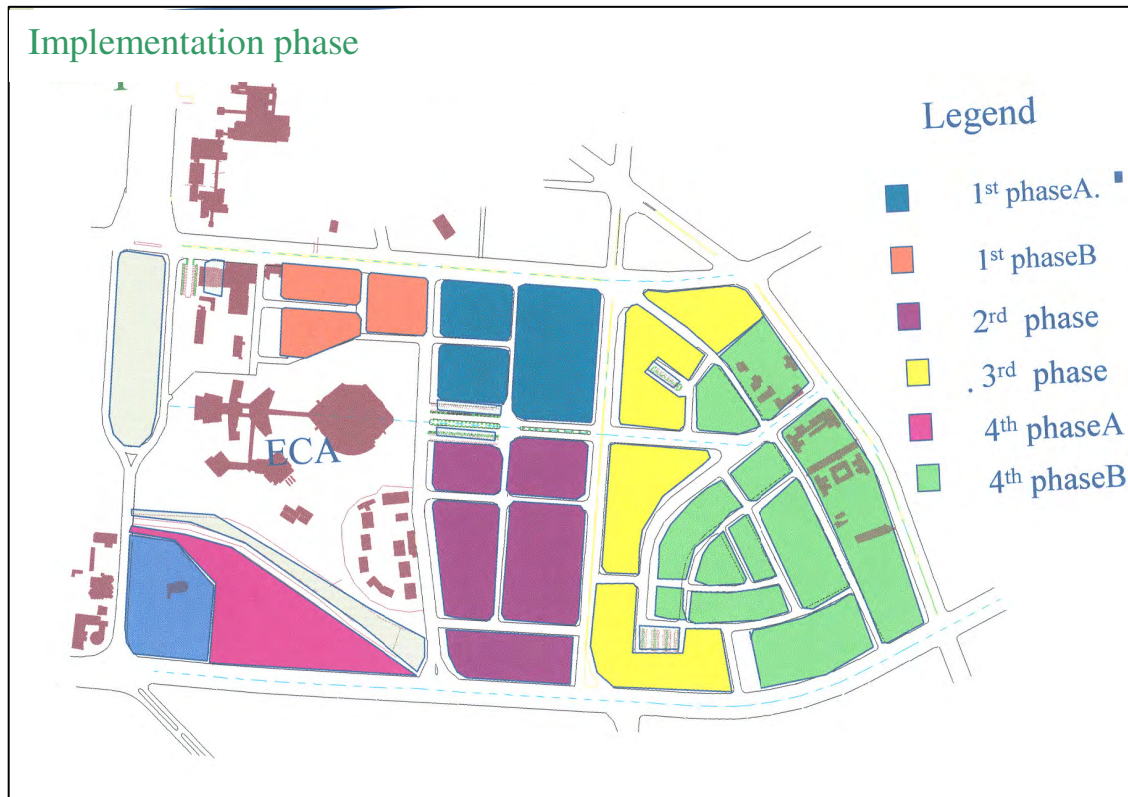 Implementation phase
Legend
1st phaseA.
1st phaseB
2rd phase
. 3rd phase
4th phaseA
4th phaseB
ECA